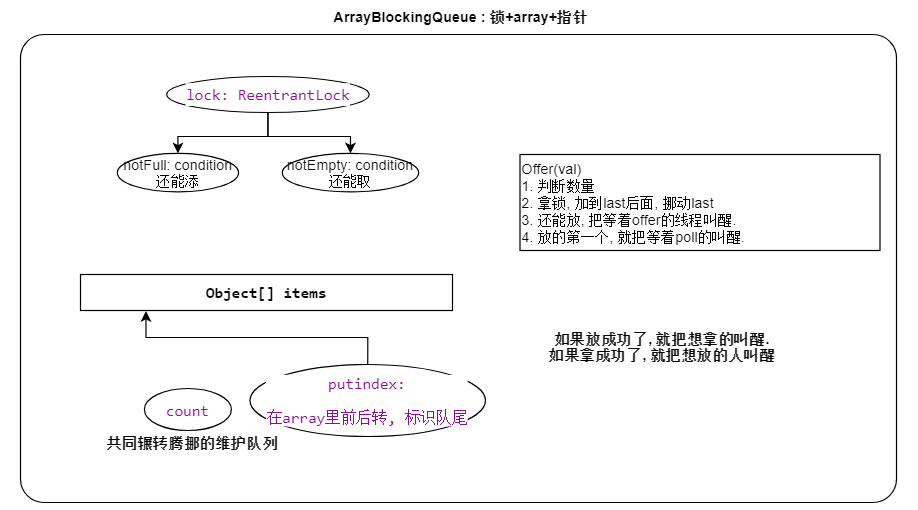 ArrayBlockingQueue : 锁+array+指针
lock: ReentrantLock
notFull: condition
还能添
notEmpty: condition
还能取
Offer(val)
1. 判断数量
2. 拿锁, 加到last后面, 挪动last
3. 还能放, 把等着offer的线程叫醒.
4. 放的第一个, 就把等着poll的叫醒.
Object[] items
如果放成功了, 就把想拿的叫醒.
如果拿成功了, 就把想放的人叫醒
putindex:
在array里前后转, 标识队尾
count
共同辗转腾挪的维护队列